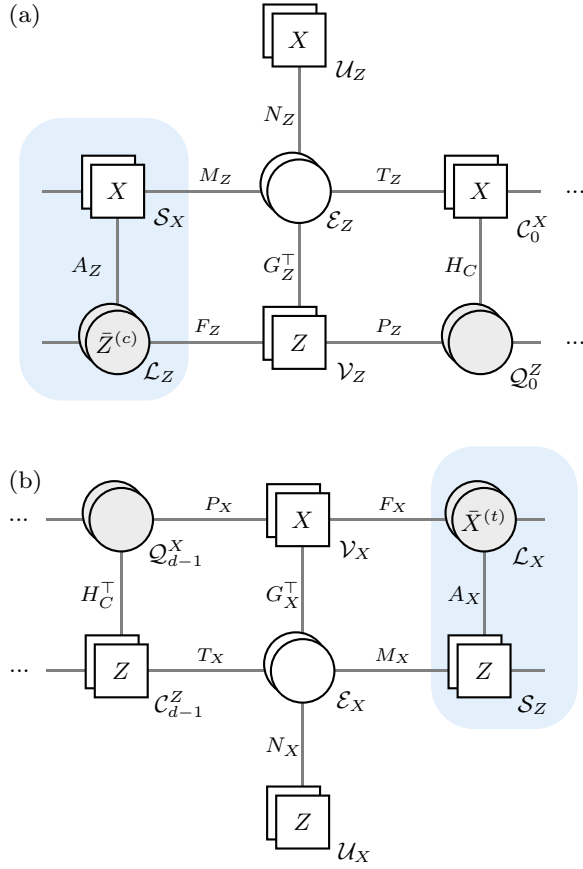 (a)
X
𝒰_Z
N_Z
X M_Z T_Z X ...
𝒮_X ℰ_Z 𝒞_0^X
A_Z G_Z^⊤ H_C
Z̄^{(c)} F_Z Z P_Z ...
ℒ_Z 𝒱_Z 𝒬_0^Z
(b)
... P_X X F_X X̄^{(t)}
𝒬_{d−1}^X 𝒱_X ℒ_X
H_C^⊤ G_X^⊤ A_X
... Z T_X M_X Z
𝒞_{d−1}^Z ℰ_X 𝒮_Z
N_X
Z
𝒰_X